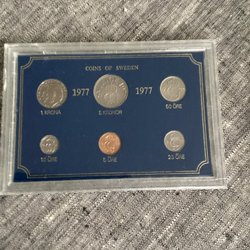 COINS OF SWEDEN
1977 1977
1 KRONA 5 KRONOR 50 ÖRE
10 ÖRE 5 ÖRE 25 ÖRE